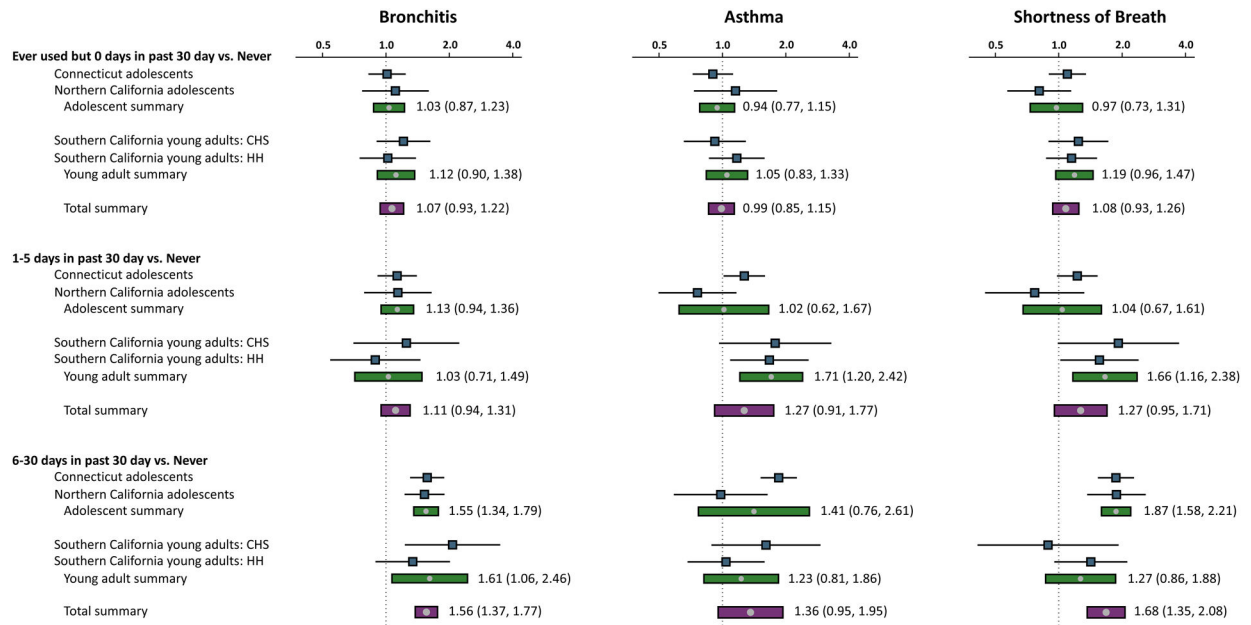 Bronchitis Asthma Shortness of Breath
0.5 1.0 2.0 4.0 0.5 1.0 2.0 4.0 0.5 1.0 2.0 4.0
Ever used but 0 days in past 30 day vs. Never
Connecticut adolescents
Northern California adolescents
Adolescent summary 1.03 (0.87, 1.23) 0.94 (0.77, 1.15) 0.97 (0.73, 1.31)
Southern California young adults: CHS
Southern California young adults: HH
Young adult summary 1.12 (0.90, 1.38) 1.05 (0.83, 1.33) 1.19 (0.96, 1.47)
Total summary 1.07 (0.93, 1.22) 0.99 (0.85, 1.15) 1.08 (0.93, 1.26)
1-5 days in past 30 day vs. Never
Connecticut adolescents
Northern California adolescents
Adolescent summary 1.13 (0.94, 1.36) 1.02 (0.62, 1.67) 1.04 (0.67, 1.61)
Southern California young adults: CHS
Southern California young adults: HH
Young adult summary 1.03 (0.71, 1.49) 1.71 (1.20, 2.42) 1.66 (1.16, 2.38)
Total summary 1.11 (0.94, 1.31) 1.27 (0.91, 1.77) 1.27 (0.95, 1.71)
6-30 days in past 30 day vs. Never
Connecticut adolescents
Northern California adolescents
Adolescent summary 1.55 (1.34, 1.79) 1.41 (0.76, 2.61) 1.87 (1.58, 2.21)
Southern California young adults: CHS
Southern California young adults: HH
Young adult summary 1.61 (1.06, 2.46) 1.23 (0.81, 1.86) 1.27 (0.86, 1.88)
Total summary 1.56 (1.37, 1.77) 1.36 (0.95, 1.95) 1.68 (1.35, 2.08)